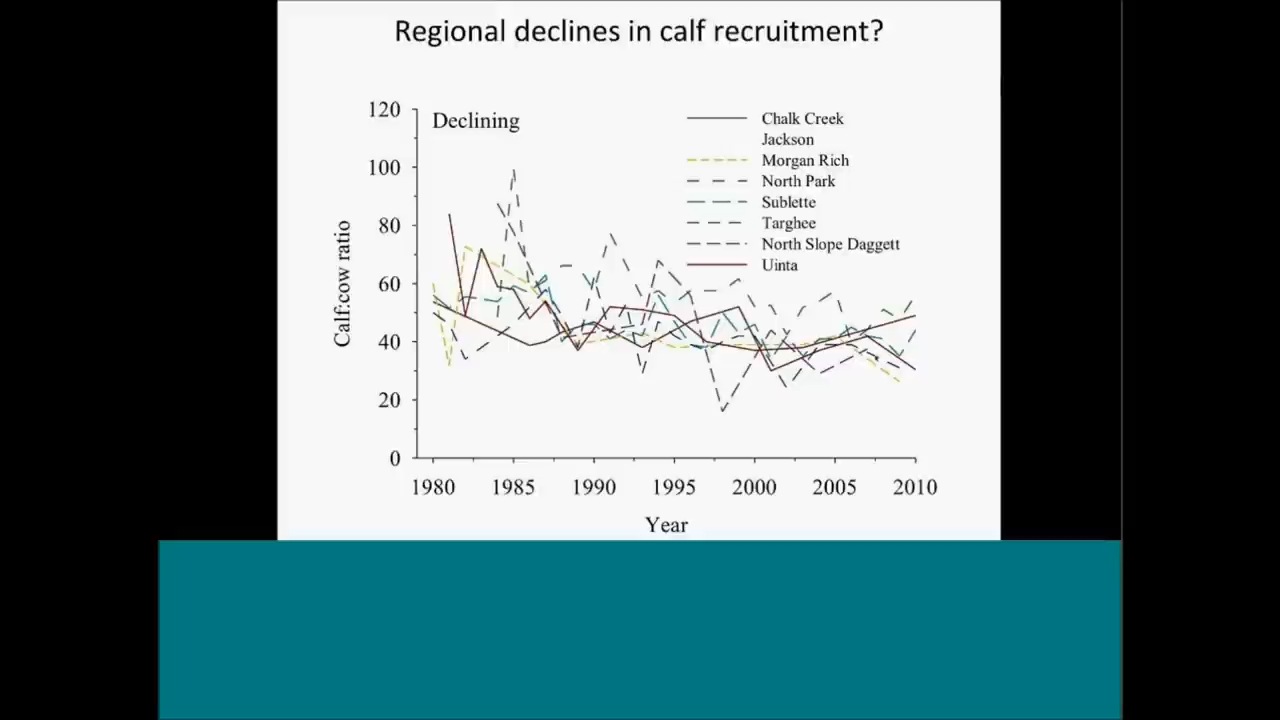 Regional declines in calf recruitment?
120
100
80
60
40
20
0
Calf:cow ratio
Declining
Chalk Creek
Jackson
Morgan Rich
North Park
Sublette
Targhee
North Slope Daggett
Uinta
1980 1985 1990 1995 2000 2005 2010
Year